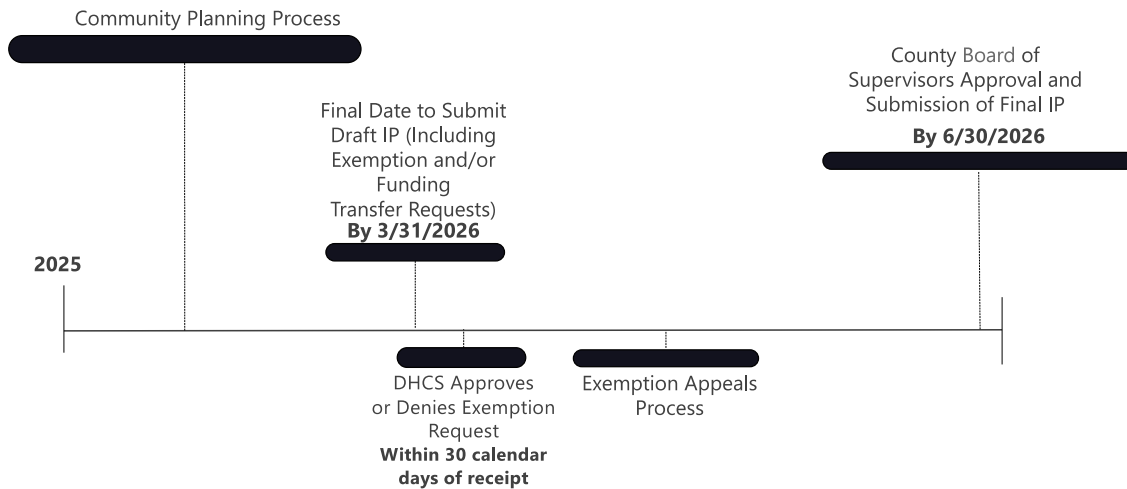 Community Planning Process
County Board of
Supervisors Approval and
Submission of Final IP
By 6/30/2026
Final Date to Submit
Draft IP (Including
Exemption and/or
Funding
Transfer Requests)
By 3/31/2026
2025
DHCS Approves
or Denies Exemption
Request
Within 30 calendar
days of receipt
Exemption Appeals
Process